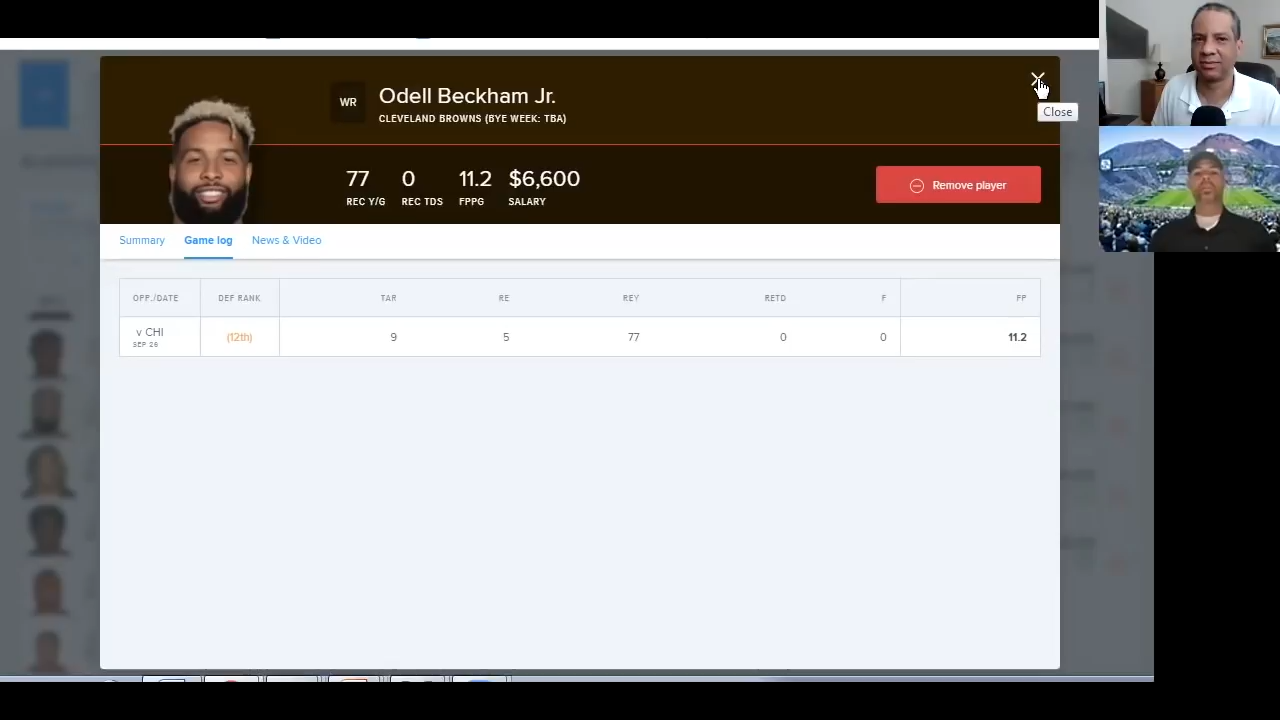 WR
Odell Beckham Jr.
CLEVELAND BROWNS (BYE WEEK: TBA)
Close
77 0 11.2 $6,600
REC Y/G REC TDS FPPG SALARY
Remove player
Summary Game log News & Video
OPP./DATE DEF RANK TAR RE REY RETD F FP
v CHI (12th) 9 5 77 0 0 11.2
SEP 26